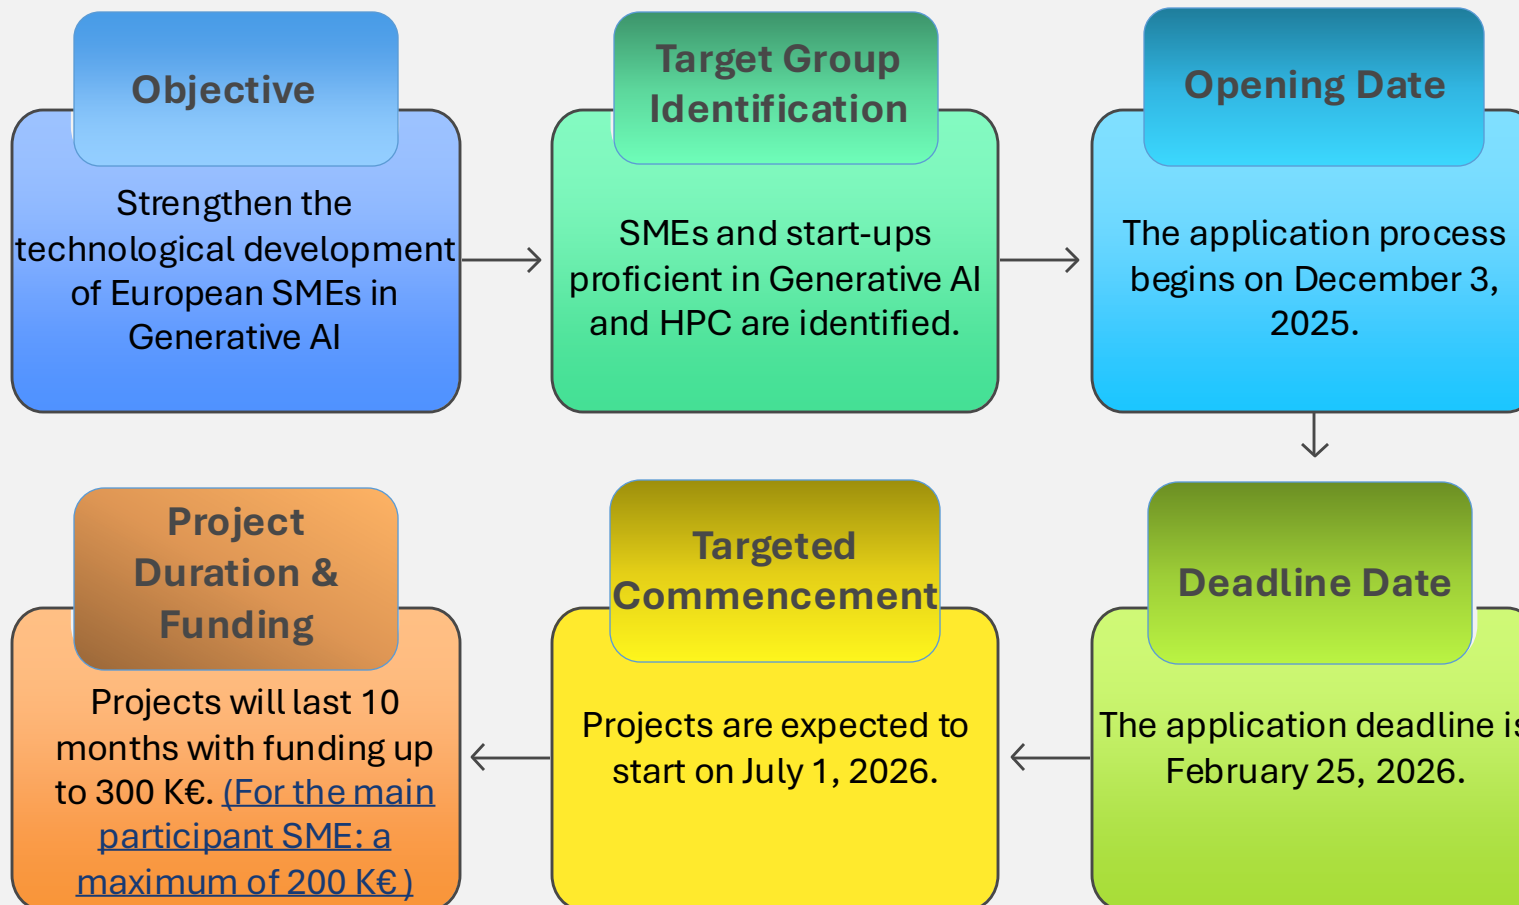 Objective
Strengthen the
technological development
of European SMEs in
Generative AI
Target Group
Identification
SMEs and start-ups
proficient in Generative AI
and HPC are identified.
Opening Date
The application process
begins on December 3,
2025.
Deadline Date
The application deadline is
February 25, 2026.
Targeted
Commencement
Projects are expected to
start on July 1, 2026.
Project
Duration &
Funding
Projects will last 10
months with funding up
to 300 K€. (For the main
participant SME: a
maximum of 200 K€)